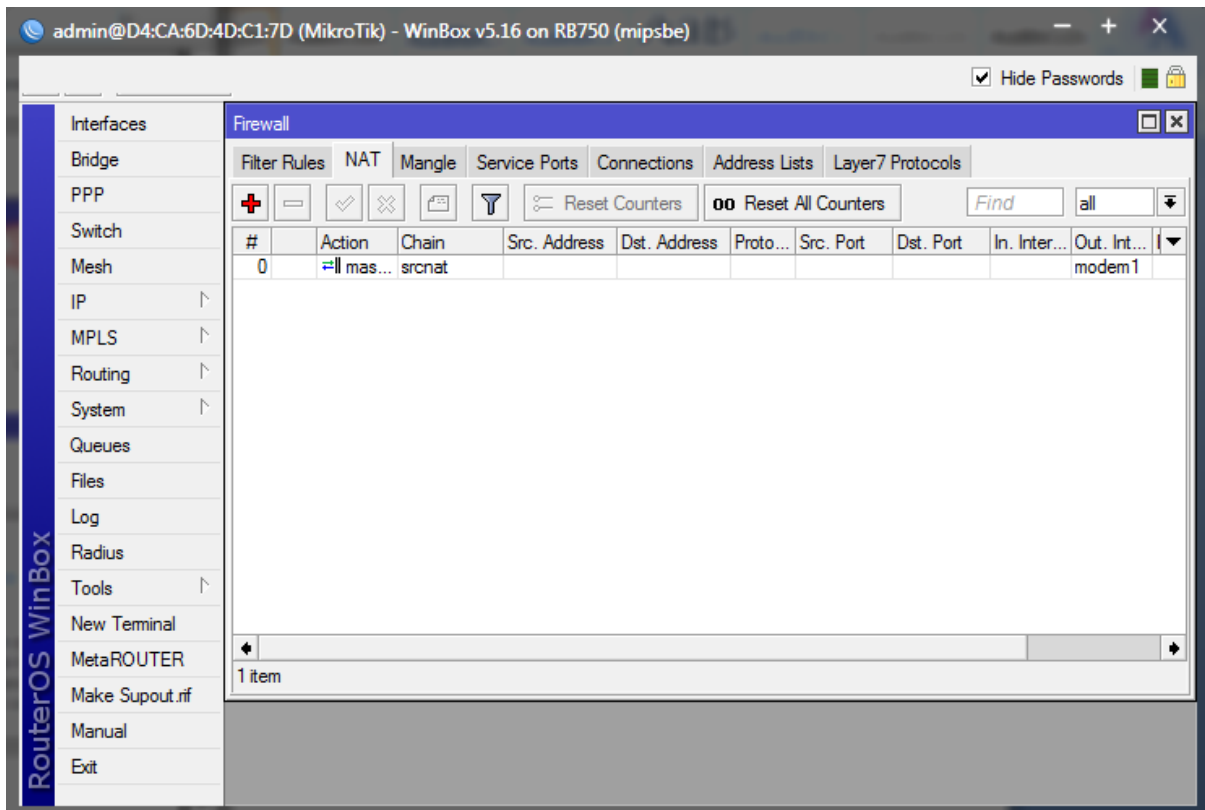 admin@D4:CA:6D:4D:C1:7D (MikroTik) - WinBox v5.16 on RB750 (mipsbe)
Hide Passwords
RouterOS WinBox
Interfaces
Bridge
PPP
Switch
Mesh
IP
MPLS
Routing
System
Queues
Files
Log
Radius
Tools
New Terminal
MetaROUTER
Make Supout.rif
Manual
Exit
Firewall
Filter Rules NAT Mangle Service Ports Connections Address Lists Layer7 Protocols
Reset Counters 00 Reset All Counters Find all
# Action Chain Src. Address Dst. Address Proto... Src. Port Dst. Port In. Inter... Out. Int...
0 mas... srcnat modem1
1 item